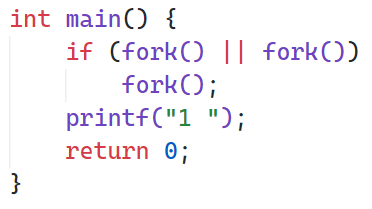 int main() {
    if (fork() || fork())
        fork();
    printf("1 ");
    return 0;
}